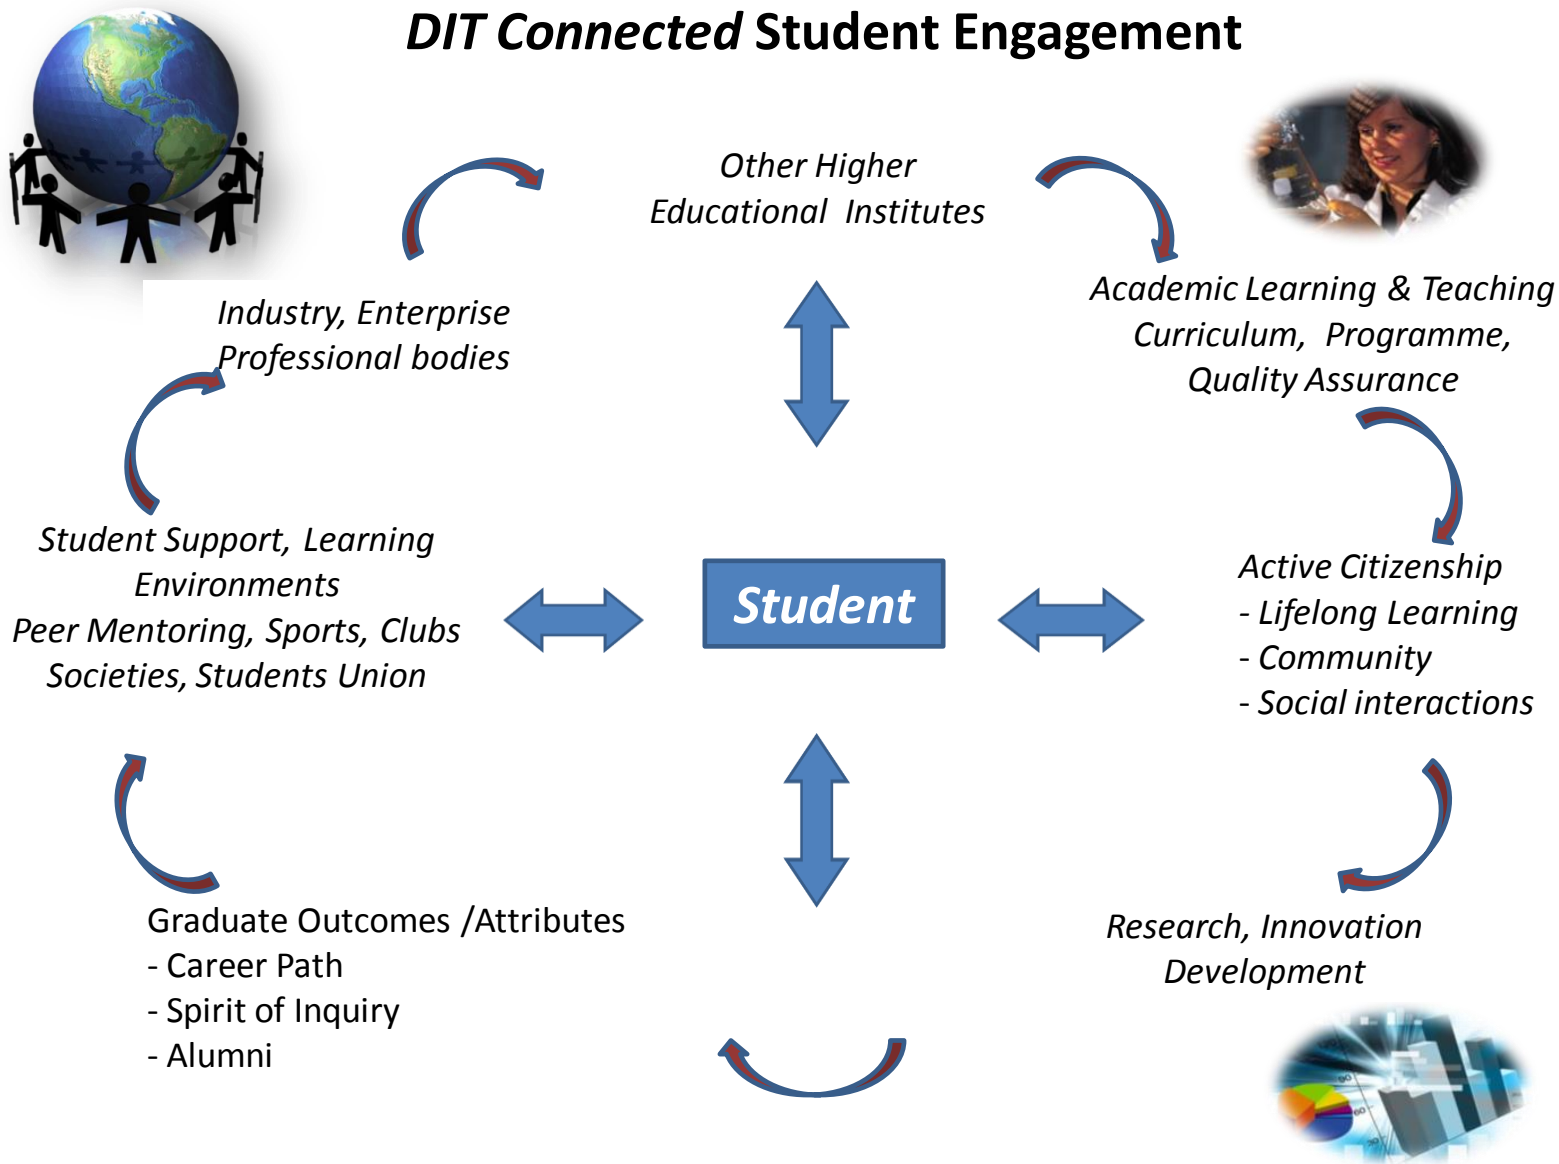 DIT Connected Student Engagement
Other Higher
Educational Institutes
Academic Learning & Teaching
Curriculum, Programme,
Quality Assurance
Active Citizenship
- Lifelong Learning
- Community
- Social interactions
Research, Innovation
Development
Graduate Outcomes /Attributes
- Career Path
- Spirit of Inquiry
- Alumni
Student Support, Learning
Environments
Peer Mentoring, Sports, Clubs
Societies, Students Union
Industry, Enterprise
Professional bodies
Student